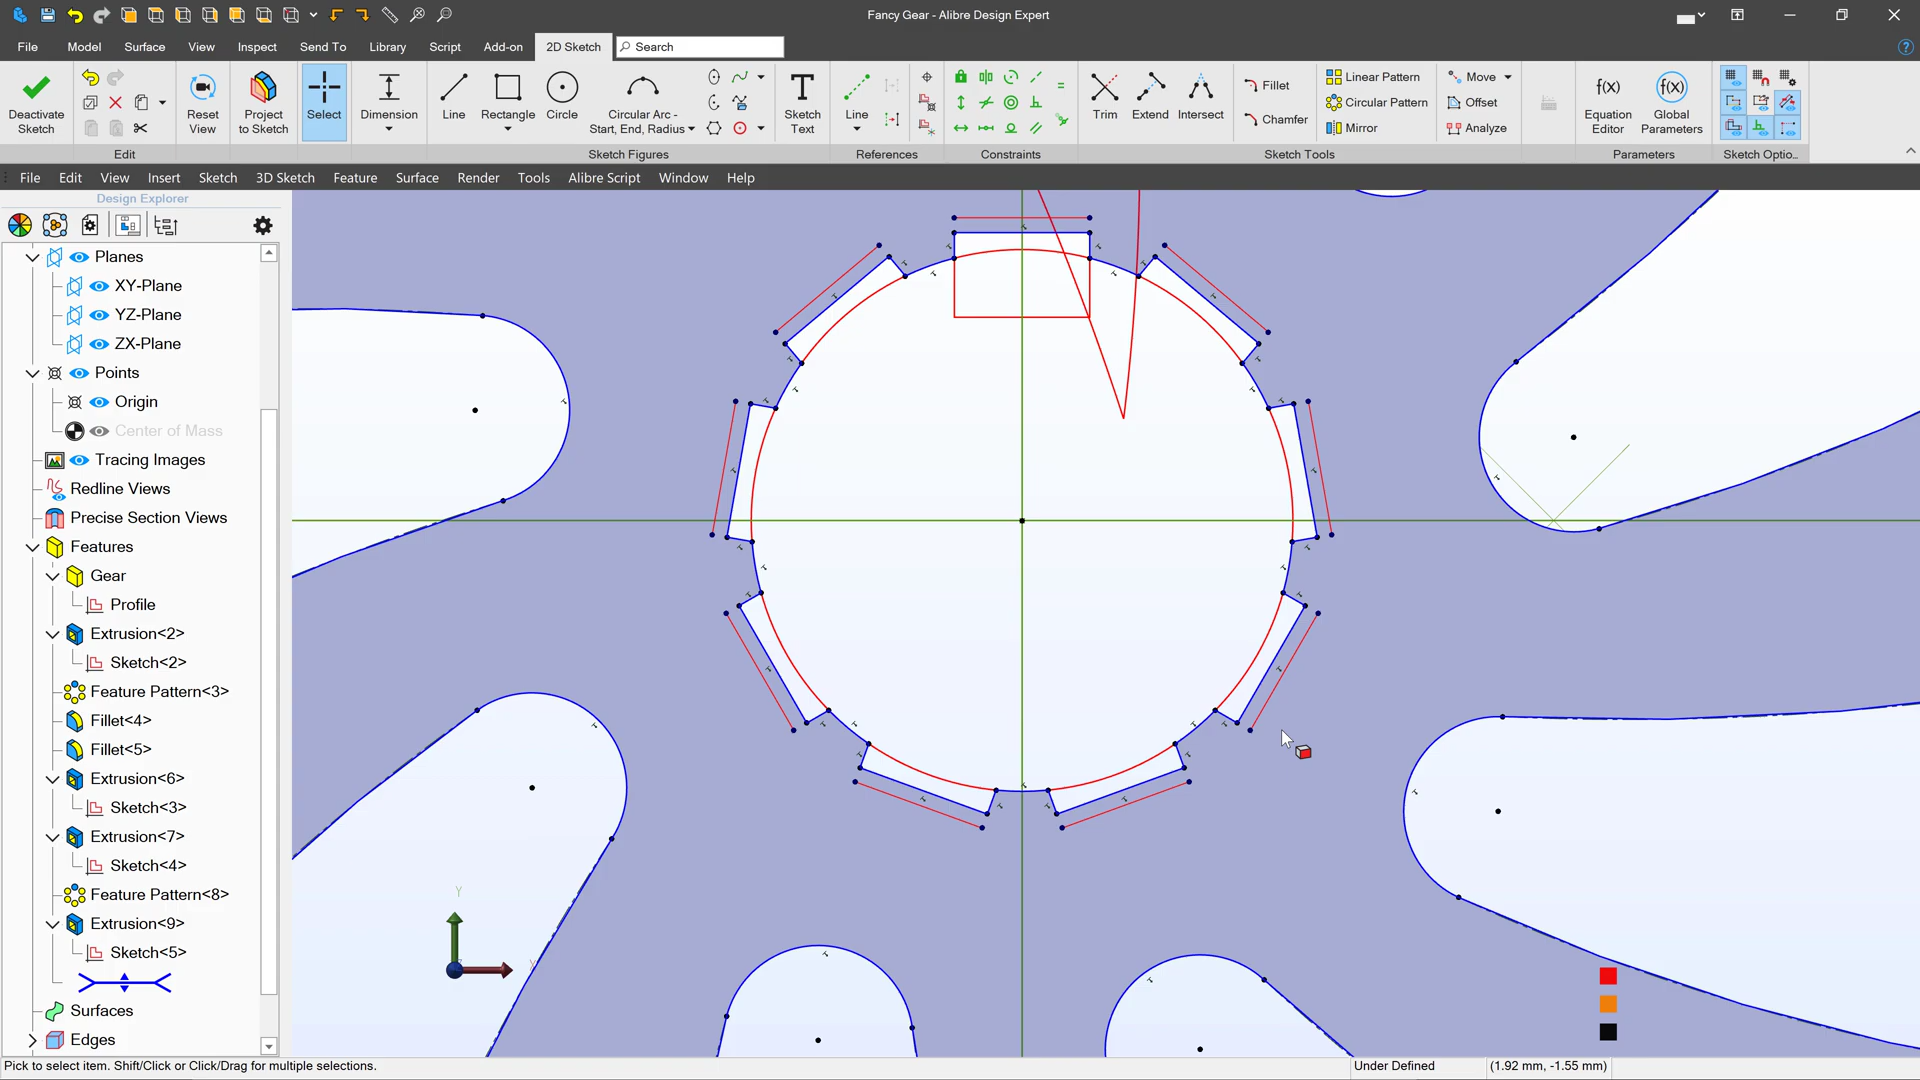 Fancy Gear - Alibre Design Expert
File Model Surface View Inspect Send To Library Script Add-on 2D Sketch Search
Deactivate Sketch
Edit
Reset View
Project to Sketch
Select
Dimension
Line
Rectangle
Circle
Circular Arc - Start, End, Radius
Sketch Figures
Sketch Text
Line
References
Constraints
Trim
Extend
Intersect
Fillet
Chamfer
Linear Pattern
Circular Pattern
Mirror
Move
Offset
Analyze
Sketch Tools
f(x)
Equation Editor
f(x)
Global Parameters
Parameters
Sketch Optio...
File Edit View Insert Sketch 3D Sketch Feature Surface Render Tools Alibre Script Window Help
Design Explorer
Planes
XY-Plane
YZ-Plane
ZX-Plane
Points
Origin
Center of Mass
Tracing Images
Redline Views
Precise Section Views
Features
Gear
Profile
Extrusion<2>
Sketch<2>
Feature Pattern<3>
Fillet<4>
Fillet<5>
Extrusion<6>
Sketch<3>
Extrusion<7>
Sketch<4>
Feature Pattern<8>
Extrusion<9>
Sketch<5>
Surfaces
Edges
Y
X
Pick to select item. Shift/Click or Click/Drag for multiple selections.
Under Defined
(1.92 mm, -1.55 mm)